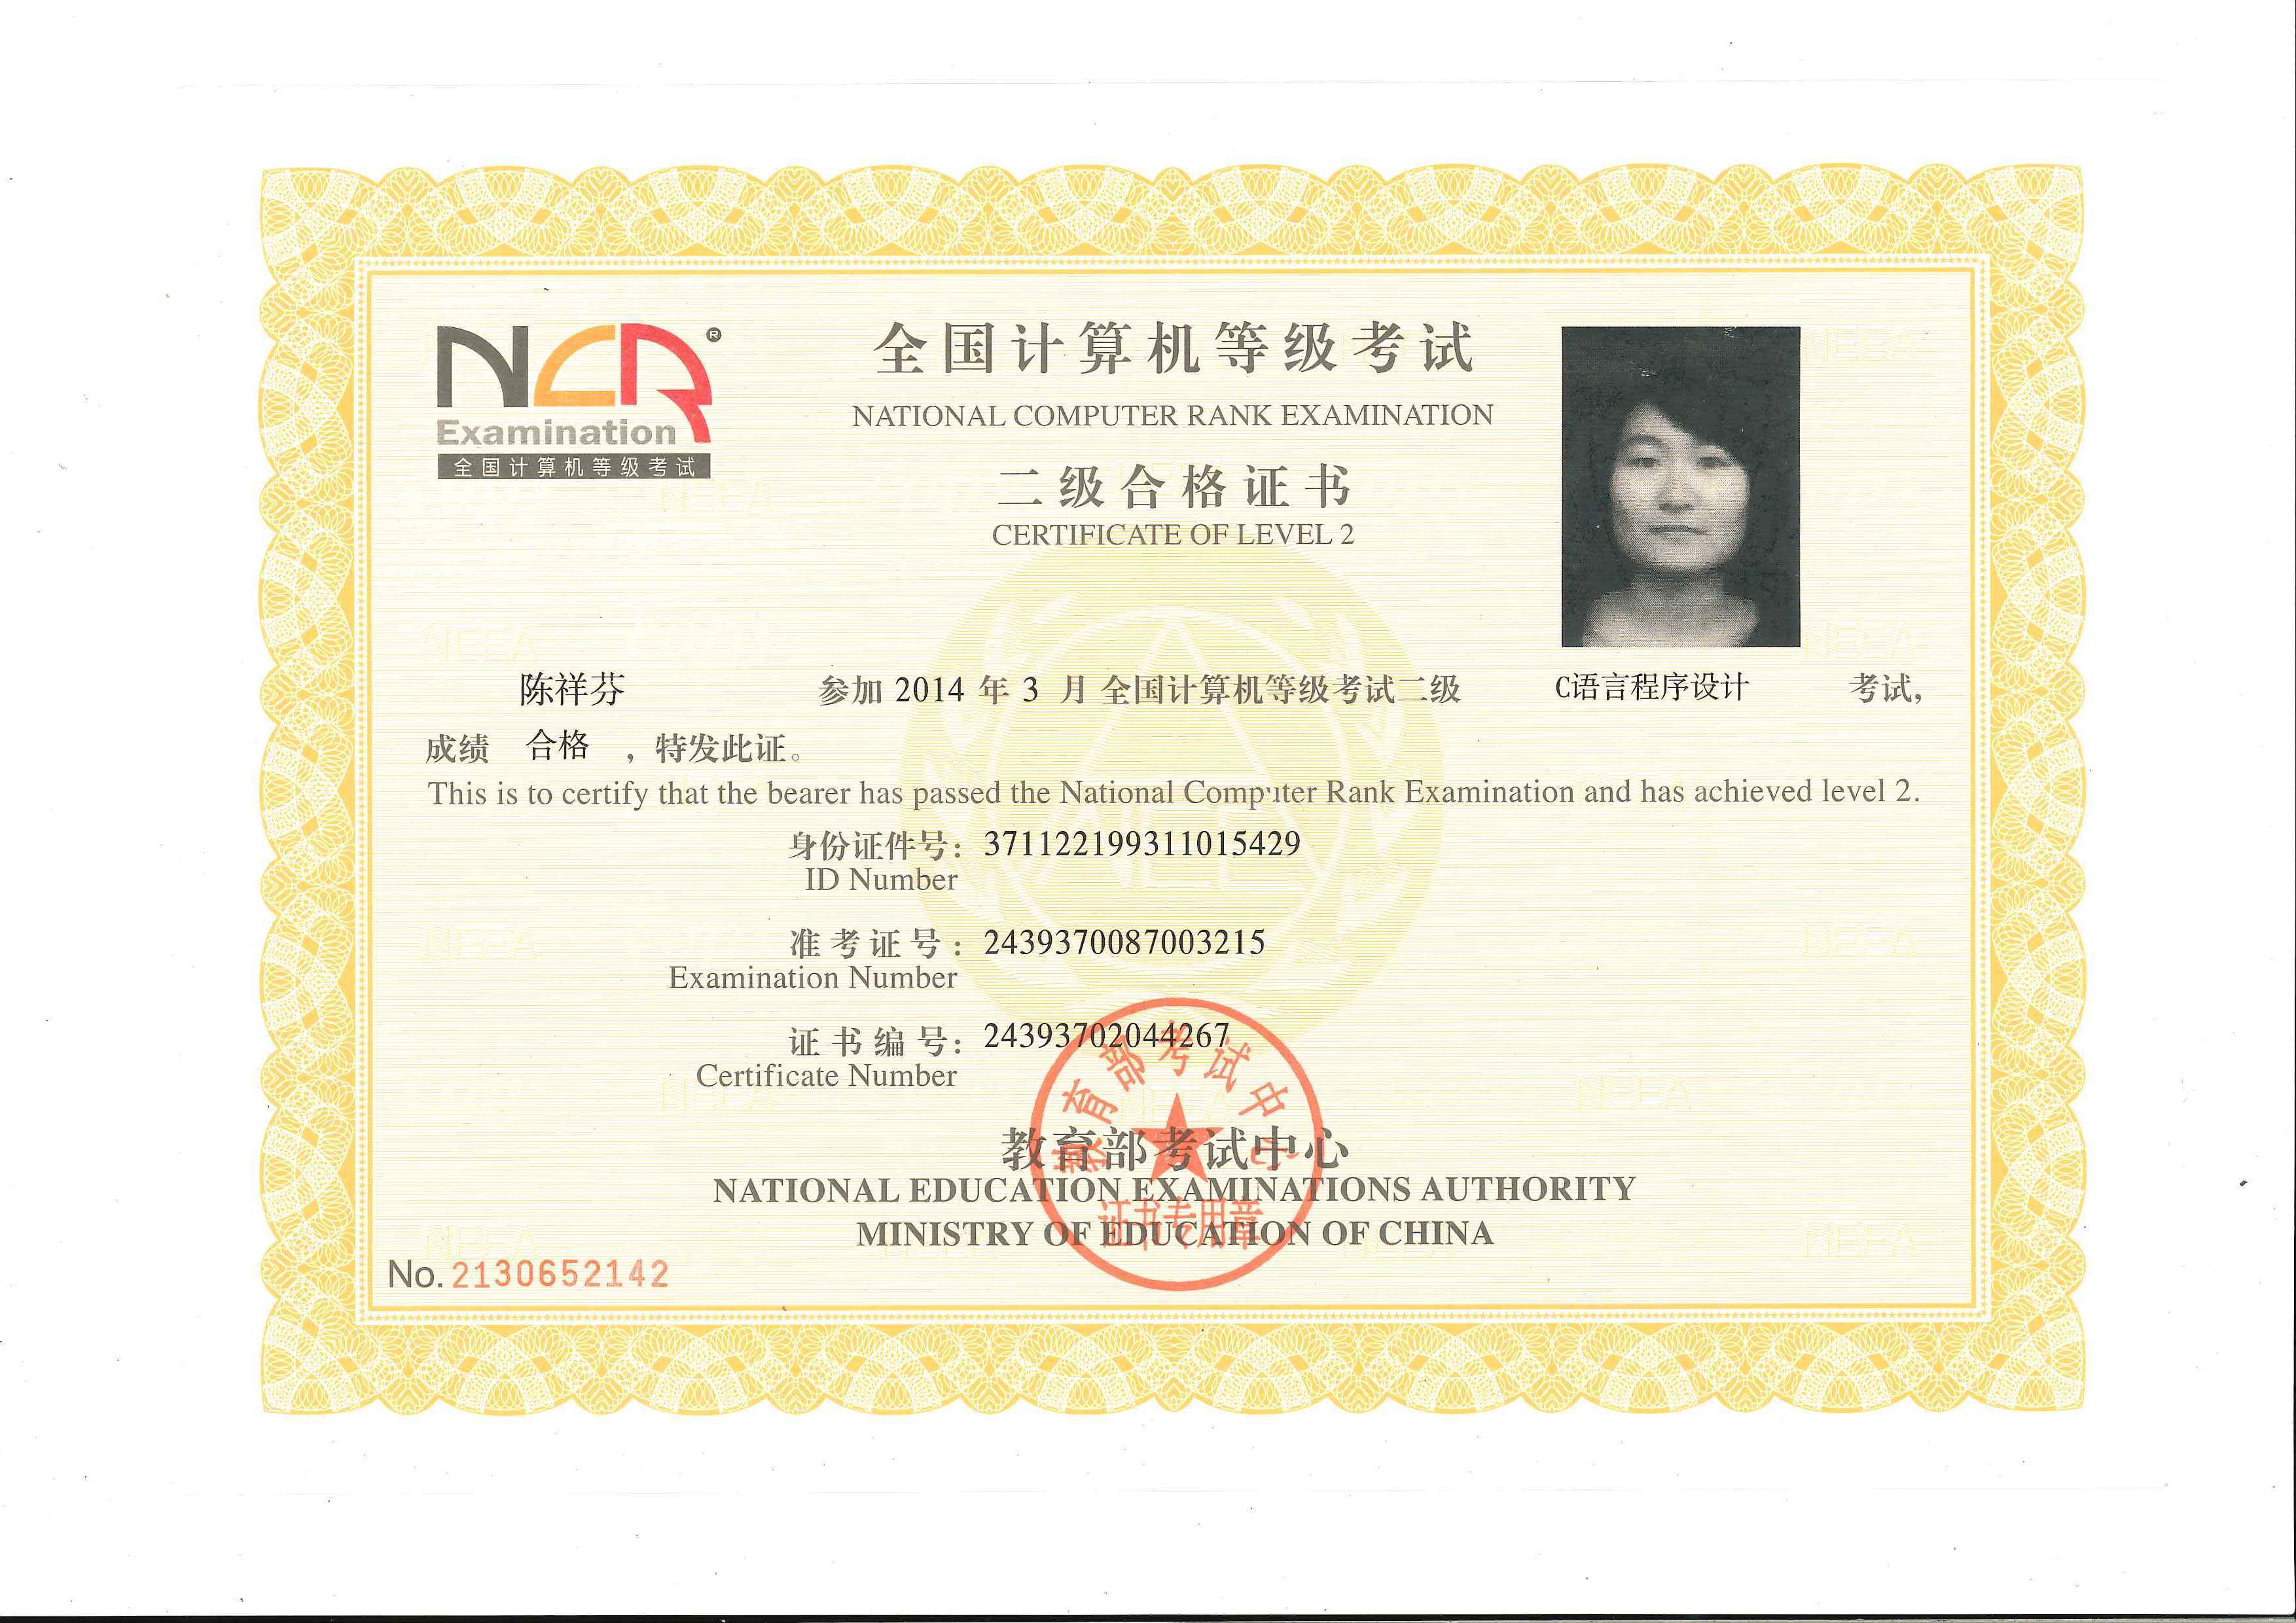 NCR®
Examination
全国计算机等级考试
全国计算机等级考试
NATIONAL COMPUTER RANK EXAMINATION
二级合格证书
CERTIFICATE OF LEVEL 2
陈祥芬 参加 2014 年 3 月 全国计算机等级考试二级 C语言程序设计 考试,
成绩 合格 ,特发此证。
This is to certify that the bearer has passed the National Computer Rank Examination and has achieved level 2.
身份证件号: 371122199311015429
ID Number
准考证号: 2439370087003215
Examination Number
证书编号: 24393702044267
Certificate Number
教育部考试中心
证书专用章
教育部考试中心
NATIONAL EDUCATION EXAMINATIONS AUTHORITY
MINISTRY OF EDUCATION OF CHINA
No. 2130652142